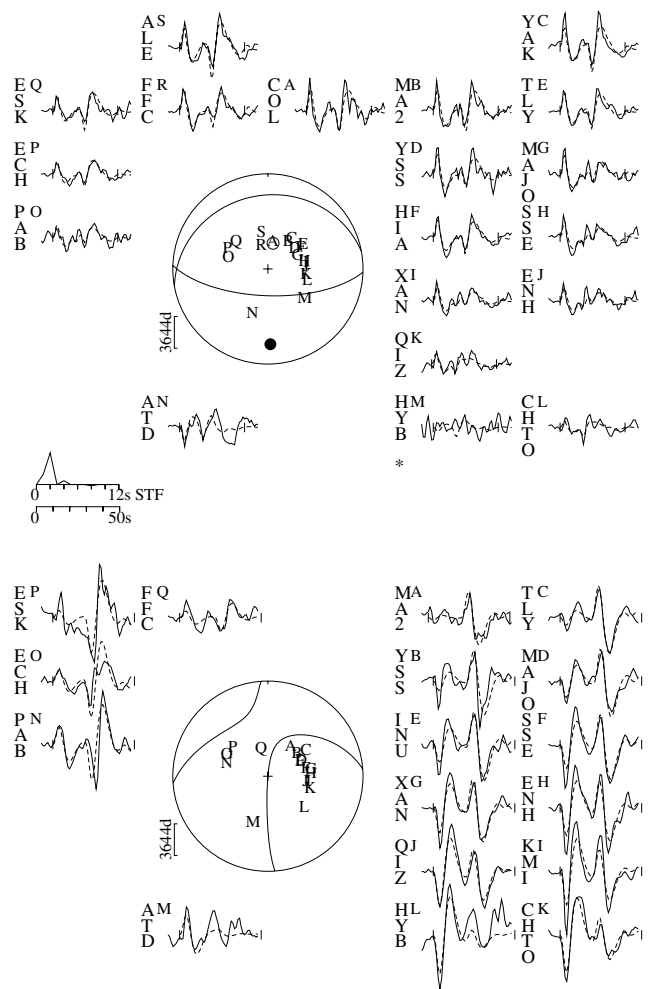 ALE S
YAK C
ESK Q
FFC R
COL A
MA2 B
TLY E
ECH P
YSS D
MAJO G
PAB O
HIA F
SSE H
XAN I
ENH J
QIZ K
ATD N
HYB M
CHTO L
*
S
R A B C
D E
G
H I
Q
P
O
K
L
M
N
3644d
0 12s STF
0 50s
ESK P
FFC Q
MA2 A
TLY C
ECH O
YSS B
MAJO D
PAB N
INU E
SSE F
XAN G
ENH H
QIZ J
KMI I
ATD M
HYB L
CHTO K
P
O
N
Q
A
B C
D
G
H
J
K
L
M
3644d